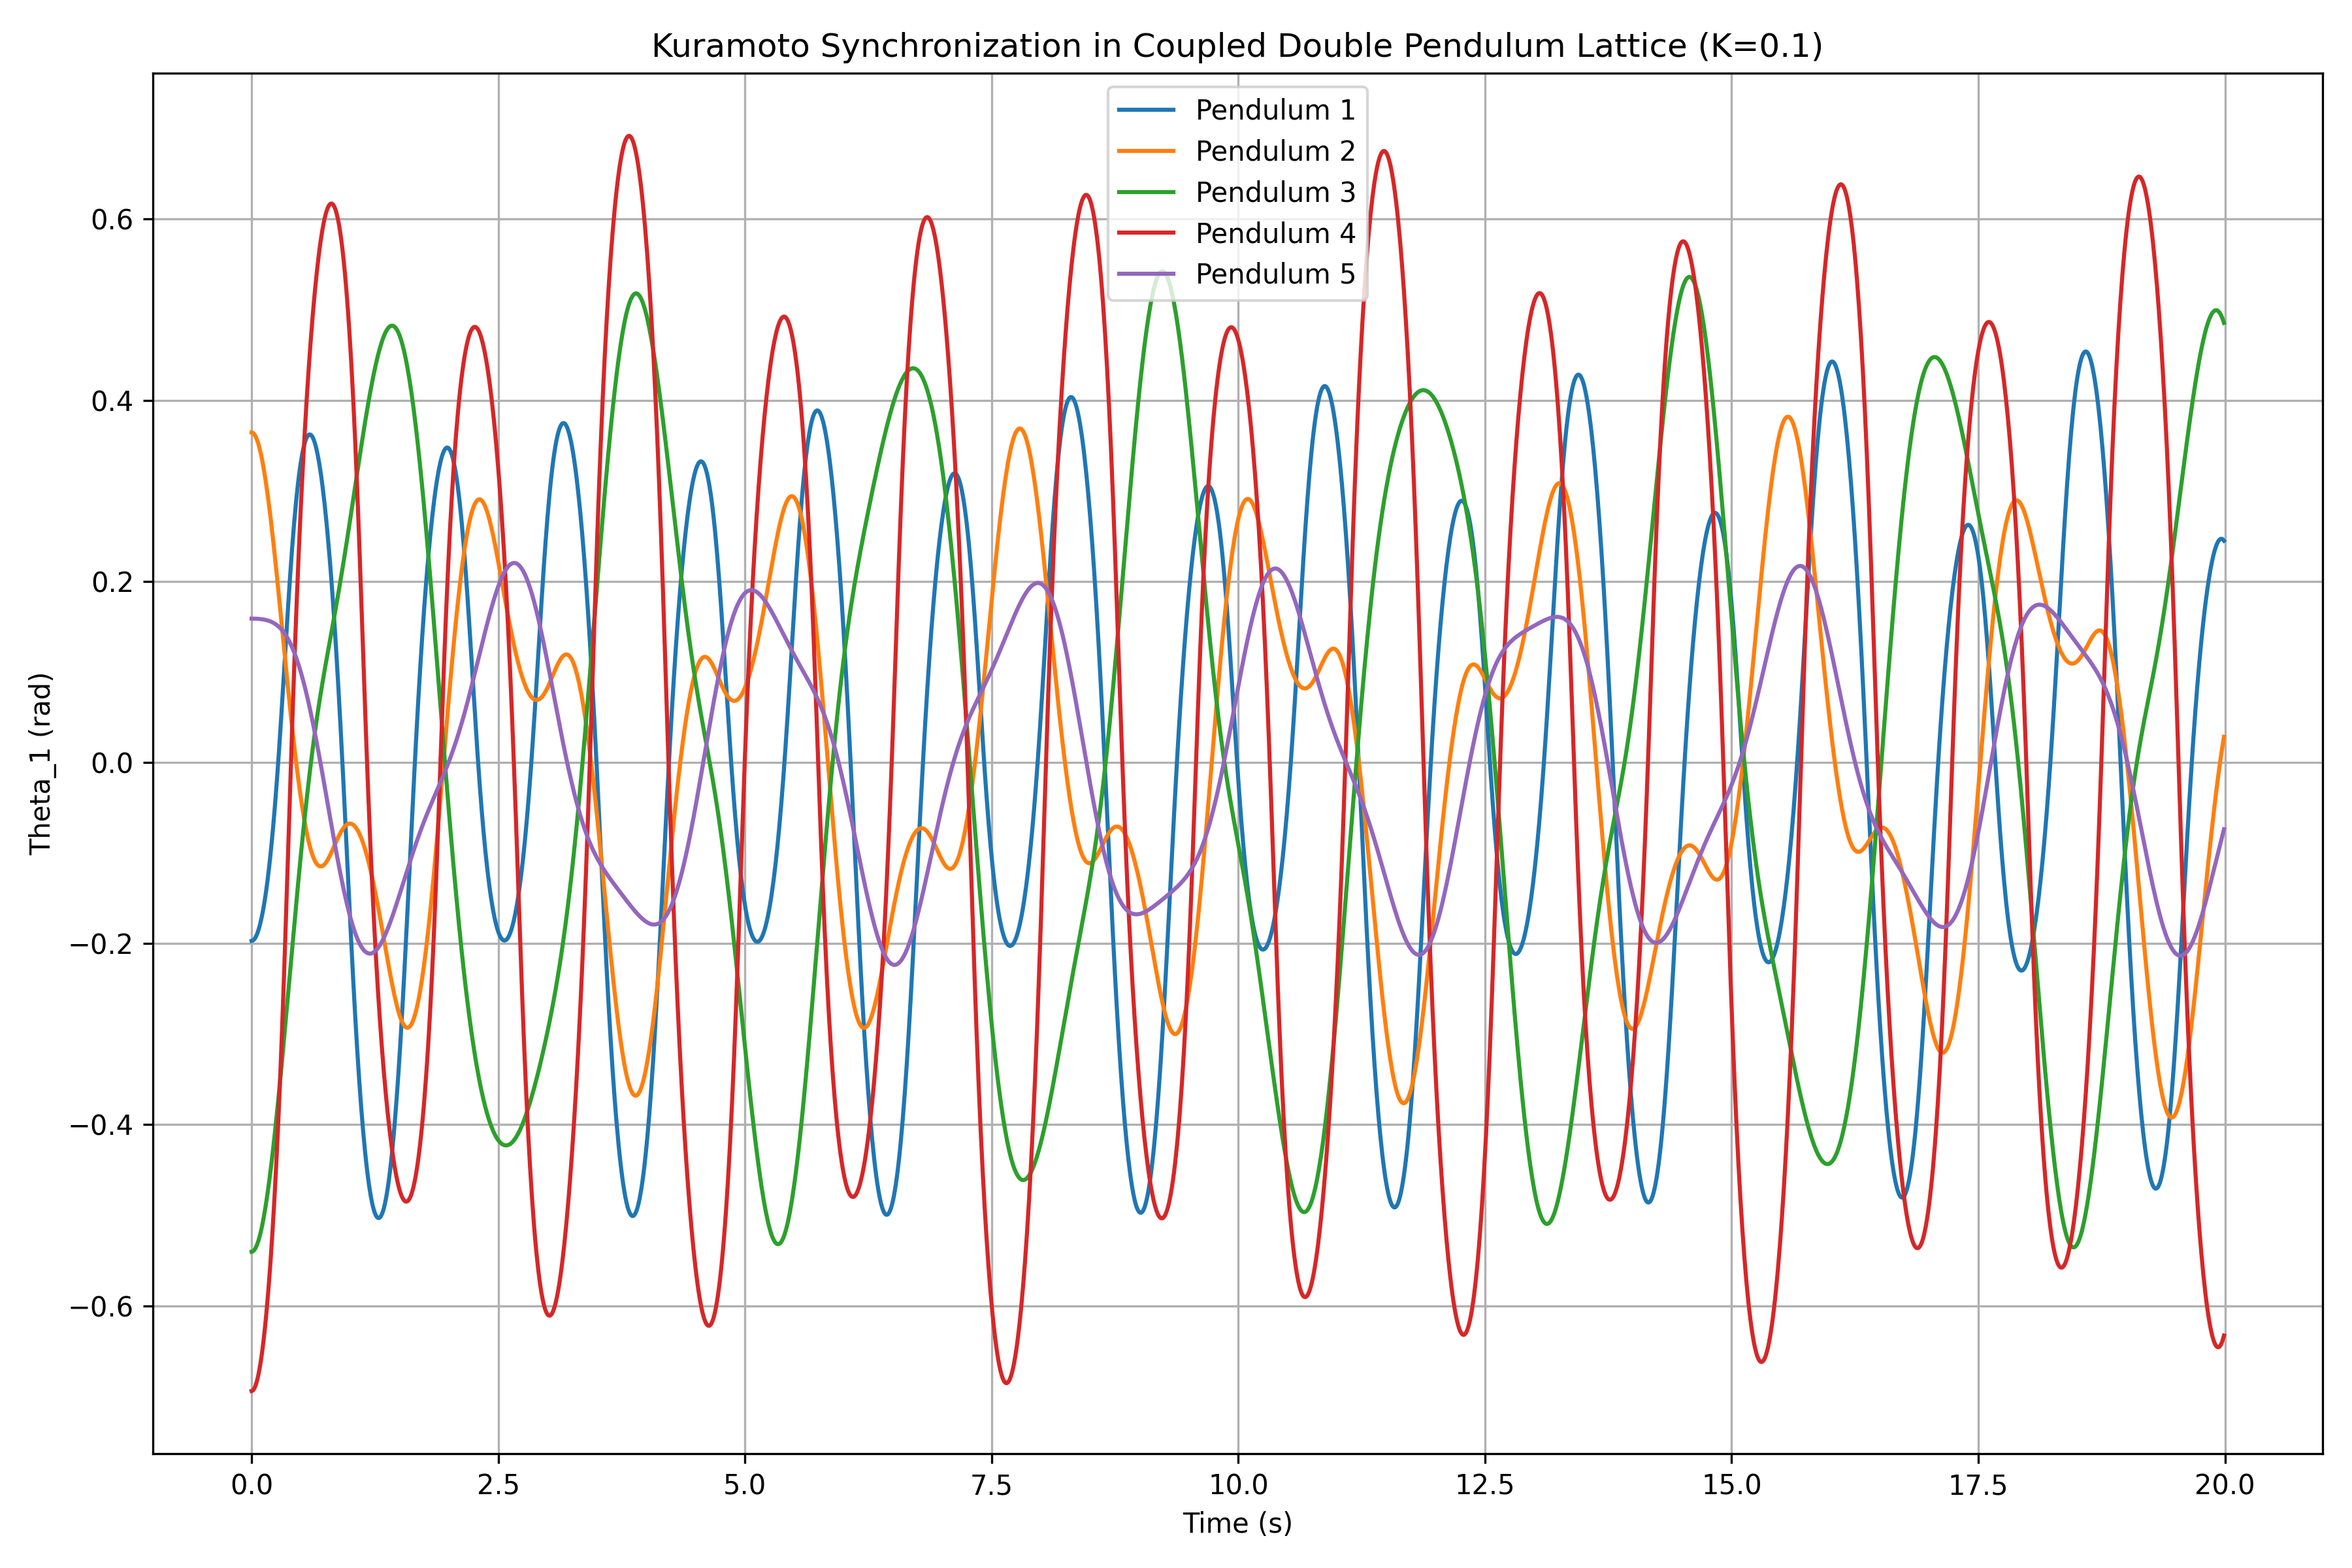 Kuramoto Synchronization in Coupled Double Pendulum Lattice (K=0.1)
Pendulum 1
Pendulum 2
Pendulum 3
Pendulum 4
Pendulum 5
Theta_1 (rad)
0.6
0.4
0.2
0.0
−0.2
−0.4
−0.6
0.0 2.5 5.0 7.5 10.0 12.5 15.0 17.5 20.0
Time (s)